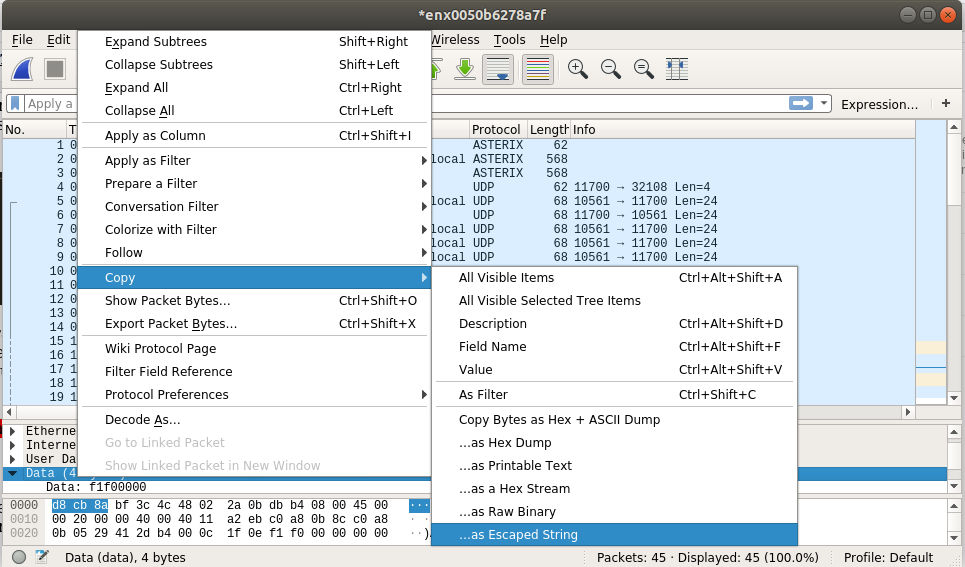 *enx0050b6278a7f
File Edit Wireless Tools Help
Apply a Expression… +
No. T Protocol Length Info
1 0 ASTERIX 62
2 0 local ASTERIX 568
3 0 ASTERIX 568
4 0 UDP 62 11700 → 32108 Len=4
5 0 local UDP 68 10561 → 11700 Len=24
6 0 UDP 68 11700 → 10561 Len=24
7 0 local UDP 68 10561 → 11700 Len=24
8 0 local UDP 68 10561 → 11700 Len=24
9 0 local UDP 68 10561 → 11700 Len=24
10 0
11 0
12 0
13 0
14 0
15 1
16 1
17 1
18 1
19 1
Expand Subtrees Shift+Right
Collapse Subtrees Shift+Left
Expand All Ctrl+Right
Collapse All Ctrl+Left
Apply as Column Ctrl+Shift+I
Apply as Filter
Prepare a Filter
Conversation Filter
Colorize with Filter
Follow
Copy
Show Packet Bytes… Ctrl+Shift+O
Export Packet Bytes… Ctrl+Shift+X
Wiki Protocol Page
Filter Field Reference
Protocol Preferences
Decode As…
Go to Linked Packet
Show Linked Packet in New Window
All Visible Items Ctrl+Alt+Shift+A
All Visible Selected Tree Items
Description Ctrl+Alt+Shift+D
Field Name Ctrl+Alt+Shift+F
Value Ctrl+Alt+Shift+V
As Filter Ctrl+Shift+C
Copy Bytes as Hex + ASCII Dump
…as Hex Dump
…as Printable Text
…as a Hex Stream
…as Raw Binary
…as Escaped String
Etherne
Interne
User Da
Data (4
Data: f1f00000
0000 d8 cb 8a bf 3c 4c 48 02 2a 0b db b4 08 00 45 00 ···
0010 00 20 00 00 40 00 40 11 a2 eb c0 a8 0b 8c c0 a8 · ·
0020 0b 05 29 41 2d b4 00 0c 1f 0e f1 f0 00 00 00 00 ··)
Data (data), 4 bytes Packets: 45 · Displayed: 45 (100.0%) Profile: Default